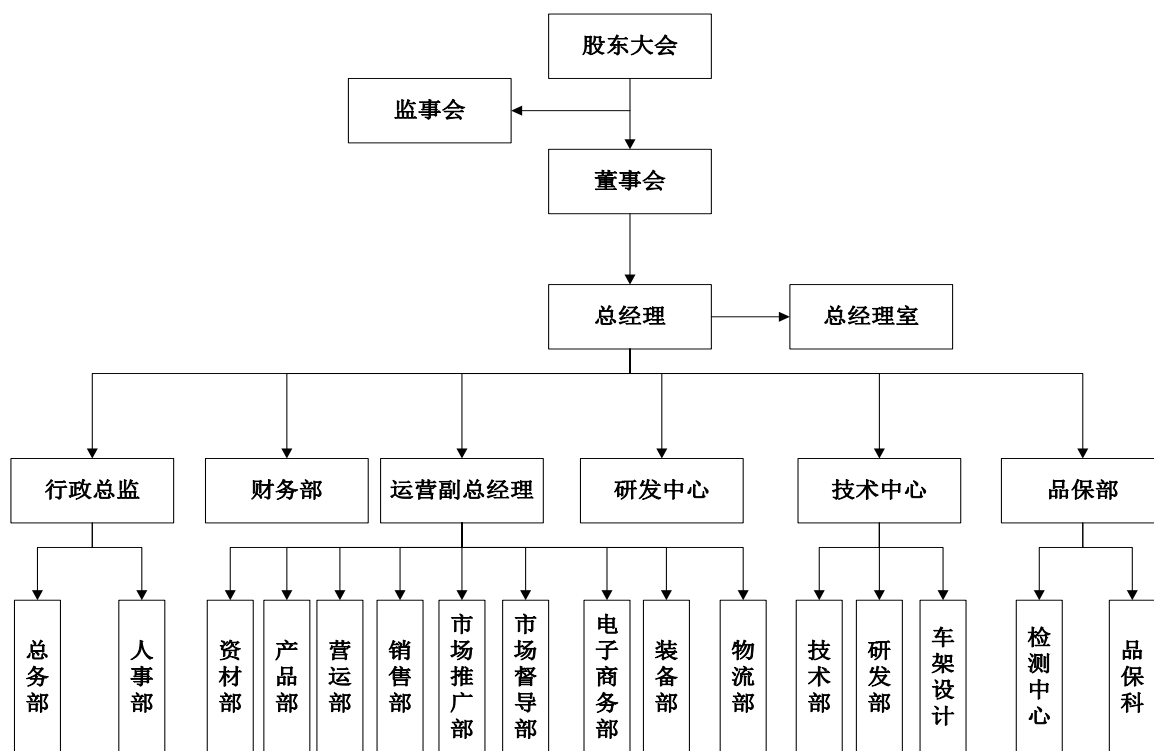 股东大会
监事会
董事会
总经理
总经理室
行政总监
财务部
运营副总经理
研发中心
技术中心
品保部
总务部
人事部
资材部
产品部
营运部
销售部
市场推广部
市场督导部
电子商务部
装备部
物流部
技术部
研发部
车架设计
检测中心
品保科